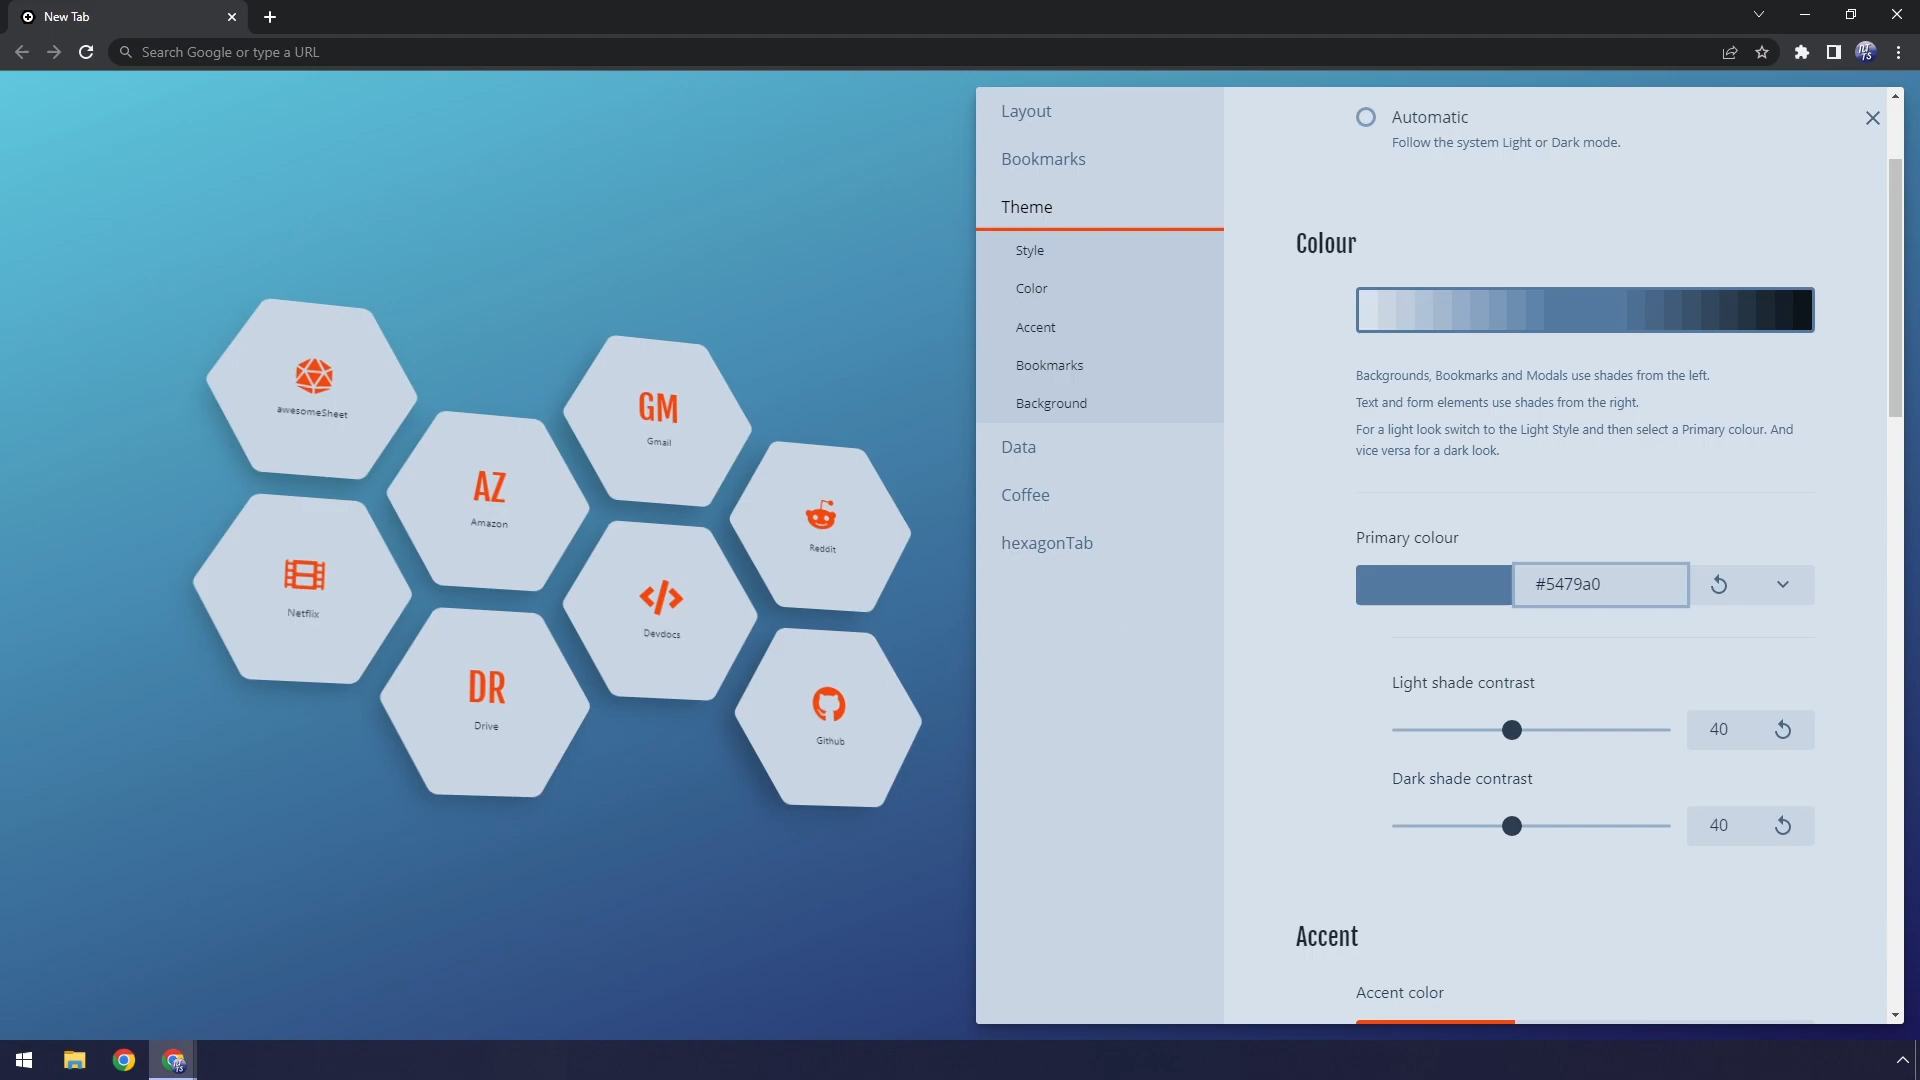 New Tab
Search Google or type a URL
Layout
Bookmarks
Theme
Style
Color
Accent
Bookmarks
Background
Data
Coffee
hexagonTab
Automatic
Follow the system Light or Dark mode.
Colour
Backgrounds, Bookmarks and Modals use shades from the left.
Text and form elements use shades from the right.
For a light look switch to the Light Style and then select a Primary colour. And
vice versa for a dark look.
Primary colour
#5479a0
Light shade contrast
40
Dark shade contrast
40
Accent
Accent color
awesomeSheet
GM
Gmail
AZ
Amazon
Reddit
Netflix
Devdocs
DR
Drive
Github